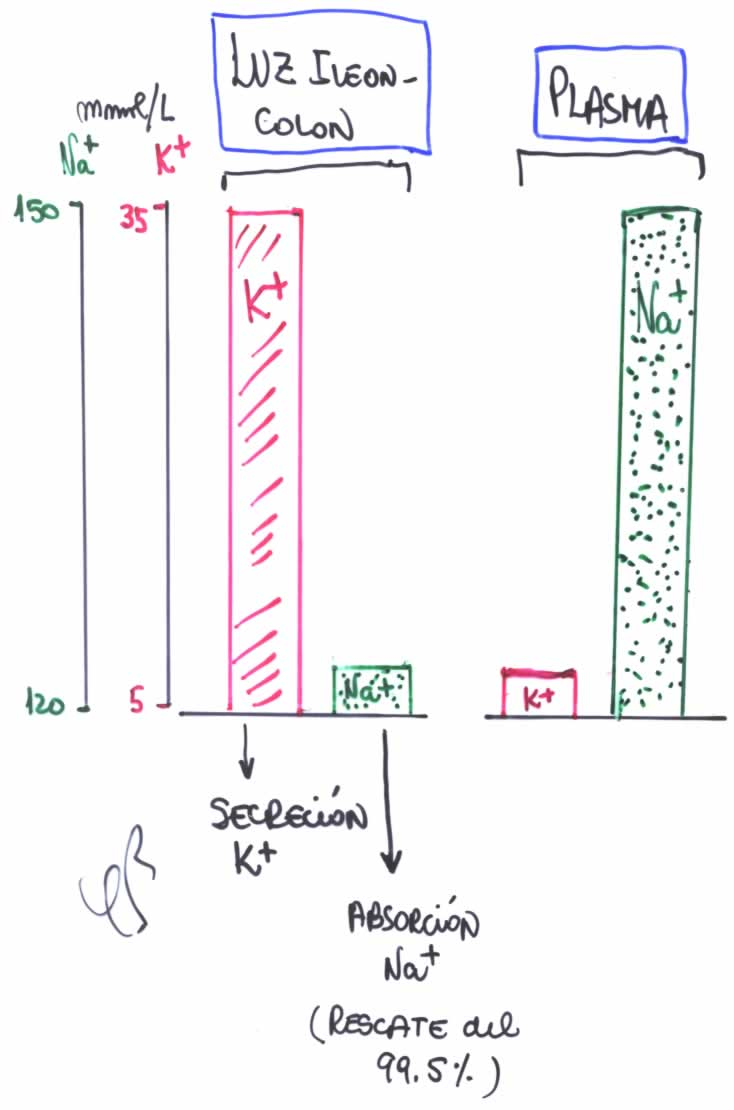 LUZ ILEON-
COLON
PLASMA
mmol/L
Na+
K+
150
35
K+
Na+
120
5
Na+
K+
SECRECIÓN
K+
ABSORCIÓN
Na+
(RESCATE del
99.5%)